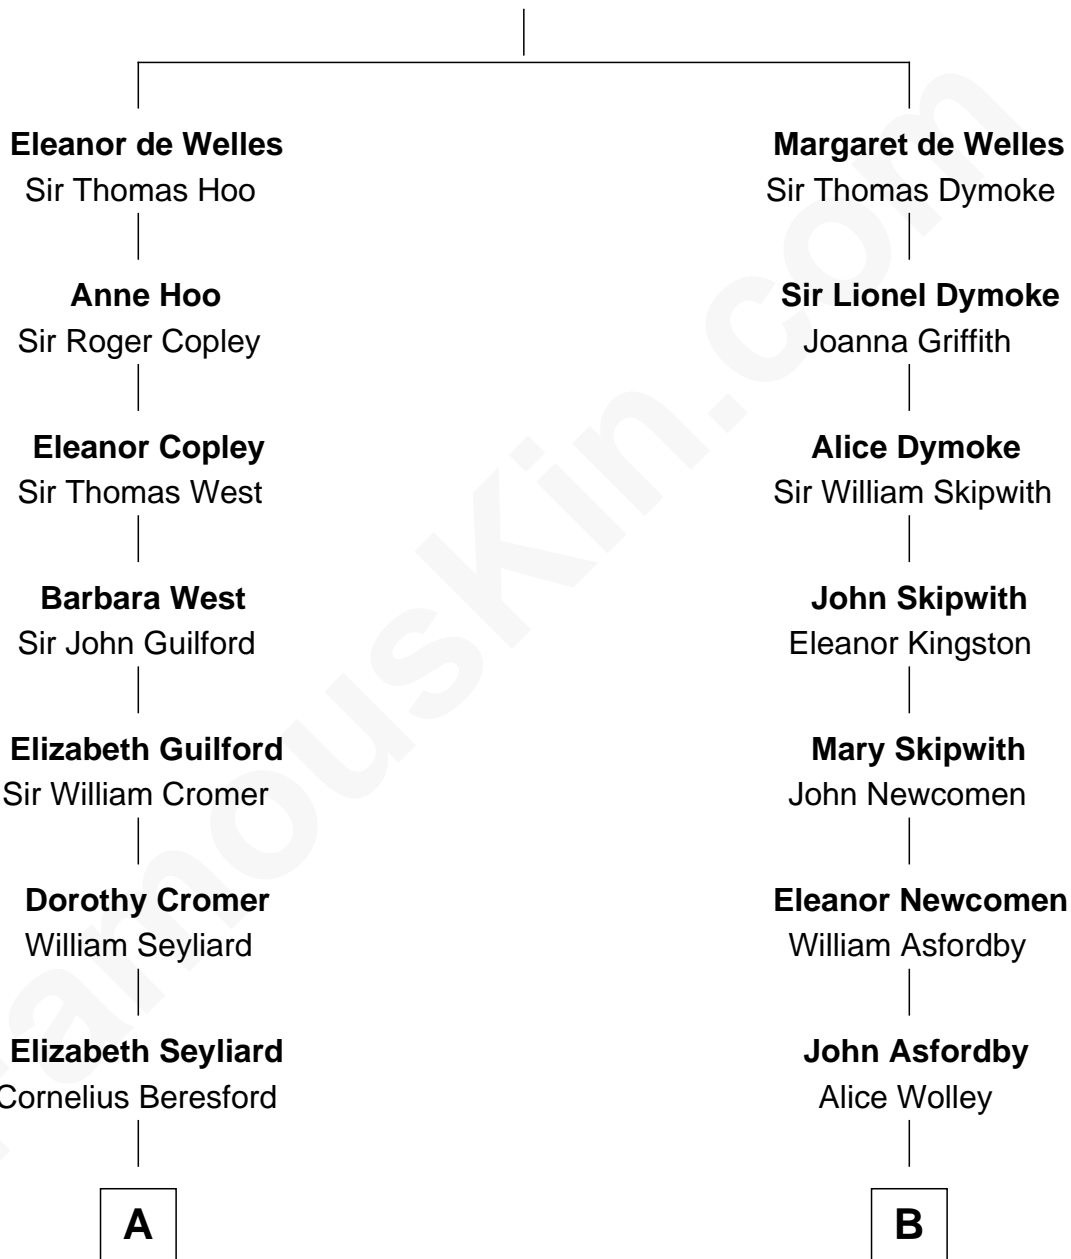 Eleanor de Welles
Sir Thomas Hoo
Anne Hoo
Sir Roger Copley
Eleanor Copley
Sir Thomas West
Barbara West
Sir John Guilford
Elizabeth Guilford
Sir William Cromer
Dorothy Cromer
William Seyliard
Elizabeth Seyliard
Cornelius Beresford
A
Margaret de Welles
Sir Thomas Dymoke
Sir Lionel Dymoke
Joanna Griffith
Alice Dymoke
Sir William Skipwith
John Skipwith
Eleanor Kingston
Mary Skipwith
John Newcomen
Eleanor Newcomen
William Asfordby
John Asfordby
Alice Wolley
B
FamousKin.com